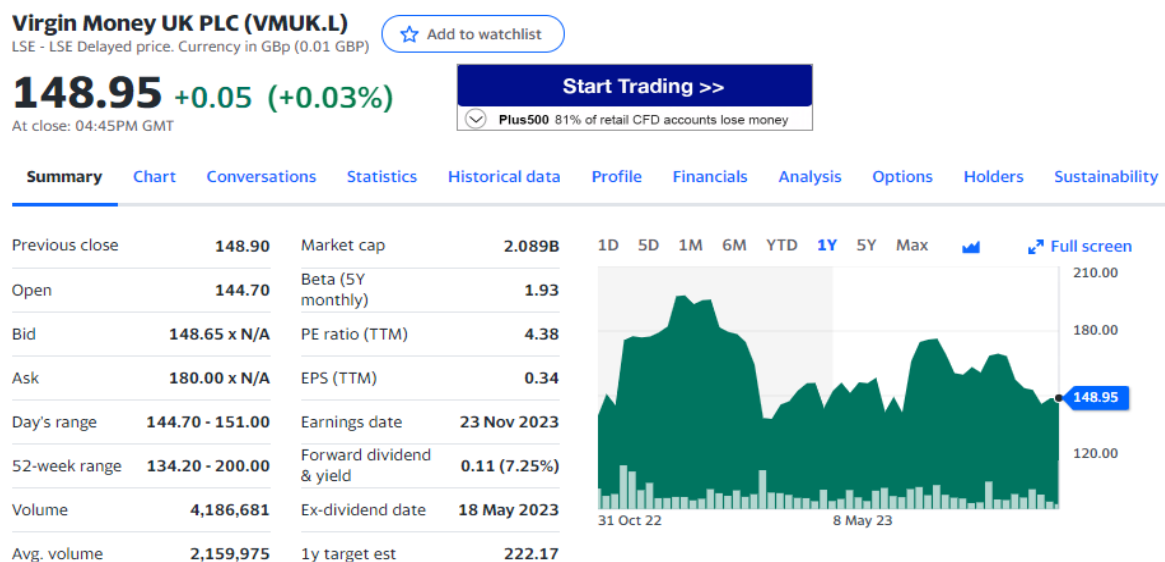 Virgin Money UK PLC (VMUK.L)
Add to watchlist
LSE - LSE Delayed price. Currency in GBp (0.01 GBP)
148.95 +0.05 (+0.03%)
At close: 04:45PM GMT
Start Trading >>
Plus500 81% of retail CFD accounts lose money
Summary Chart Conversations Statistics Historical data Profile Financials Analysis Options Holders Sustainability
Previous close 148.90
Open 144.70
Bid 148.65 x N/A
Ask 180.00 x N/A
Day's range 144.70 - 151.00
52-week range 134.20 - 200.00
Volume 4,186,681
Avg. volume 2,159,975
Market cap 2.089B
Beta (5Y
monthly) 1.93
PE ratio (TTM) 4.38
EPS (TTM) 0.34
Earnings date 23 Nov 2023
Forward dividend
& yield 0.11 (7.25%)
Ex-dividend date 18 May 2023
1y target est 222.17
1D 5D 1M 6M YTD 1Y 5Y Max Full screen
210.00
180.00
148.95
120.00
31 Oct 22 8 May 23